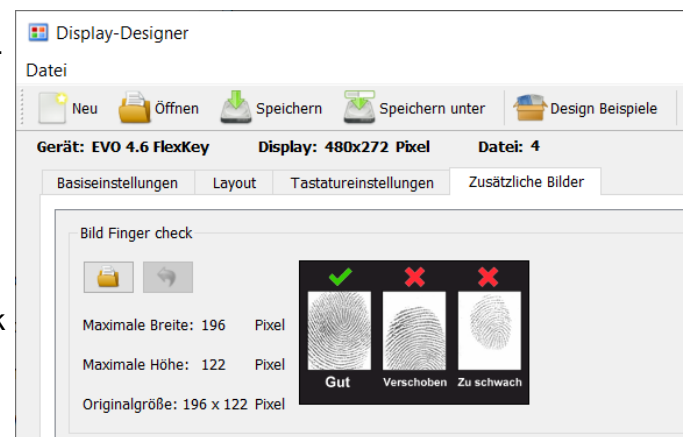 Display-Designer
Datei
Neu Öffnen Speichern Speichern unter Design Beispiele
Gerät: EVO 4.6 FlexKey Display: 480x272 Pixel Datei: 4
Basiseinstellungen Layout Tastatureinstellungen Zusätzliche Bilder
Bild Finger check
Maximale Breite: 196 Pixel
Maximale Höhe: 122 Pixel
Originalgröße: 196 x 122 Pixel
Gut Verschoben Zu schwach